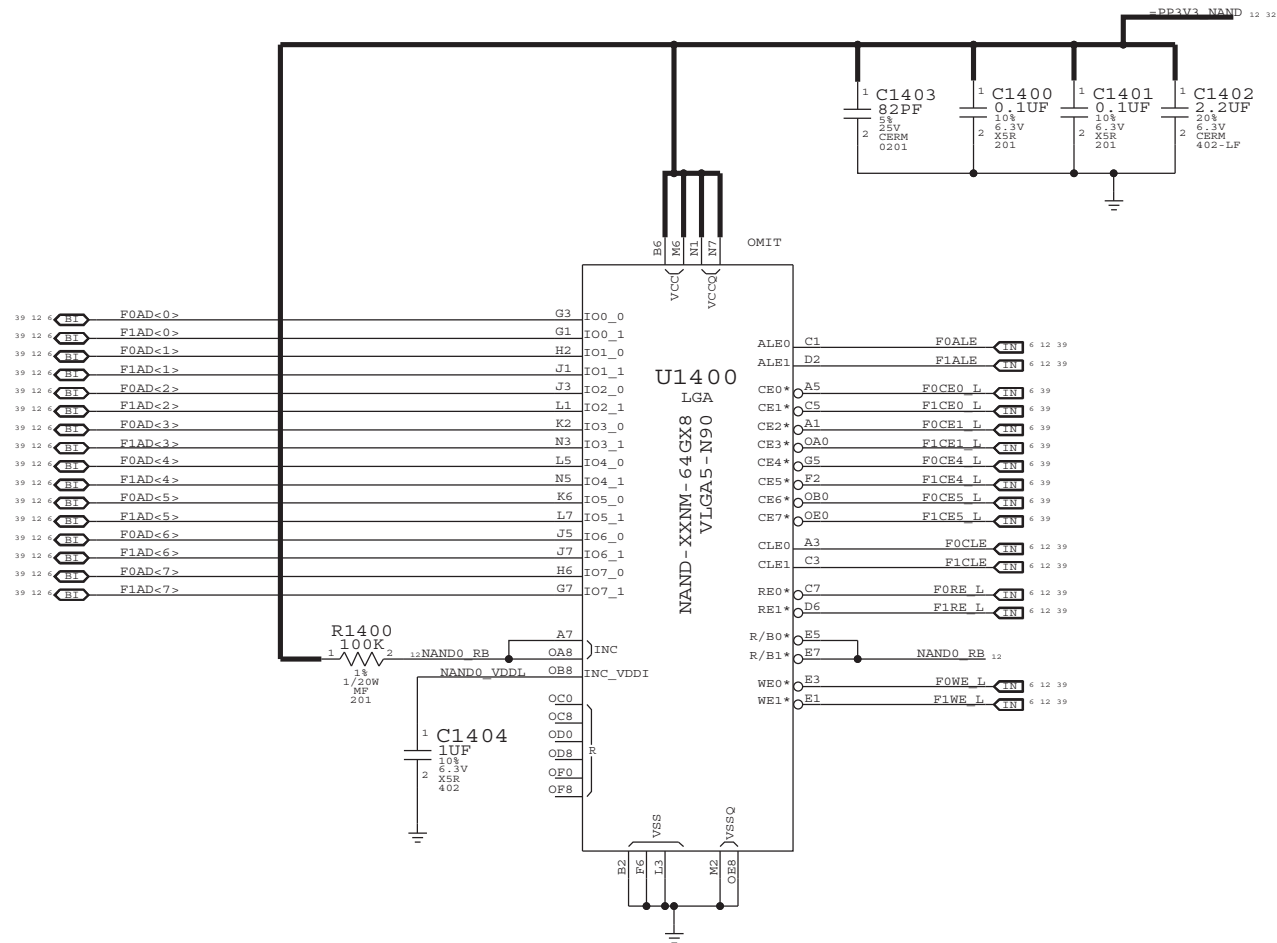 =PP3V3_NAND 12 32
1 C1403
82PF
5%
25V
CERM
2 0201
1 C1400
0.1UF
10%
6.3V
X5R
2 201
1 C1401
0.1UF
10%
6.3V
X5R
2 201
1 C1402
2.2UF
20%
6.3V
CERM
2 402-LF
B6 M6 N1 N7
OMIT
VCC VCCQ
39 12 6 BI F0AD<0> G3 IO0_0
39 12 6 BI F1AD<0> G1 IO0_1
39 12 6 BI F0AD<1> H2 IO1_0
39 12 6 BI F1AD<1> J1 IO1_1
39 12 6 BI F0AD<2> J3 IO2_0
39 12 6 BI F1AD<2> L1 IO2_1
39 12 6 BI F0AD<3> K2 IO3_0
39 12 6 BI F1AD<3> N3 IO3_1
39 12 6 BI F0AD<4> L5 IO4_0
39 12 6 BI F1AD<4> N5 IO4_1
39 12 6 BI F0AD<5> K6 IO5_0
39 12 6 BI F1AD<5> L7 IO5_1
39 12 6 BI F0AD<6> J5 IO6_0
39 12 6 BI F1AD<6> J7 IO6_1
39 12 6 BI F0AD<7> H6 IO7_0
39 12 6 BI F1AD<7> G7 IO7_1
U1400
LGA
NAND-XXNM-64GX8
VLGA5-N90
ALE0 C1 F0ALE IN 6 12 39
ALE1 D2 F1ALE IN 6 12 39
CE0* A5 F0CE0_L IN 6 39
CE1* C5 F1CE0_L IN 6 39
CE2* A1 F0CE1_L IN 6 39
CE3* OA0 F1CE1_L IN 6 39
CE4* G5 F0CE4_L IN 6 39
CE5* F2 F1CE4_L IN 6 39
CE6* OB0 F0CE5_L IN 6 39
CE7* OE0 F1CE5_L IN 6 39
CLE0 A3 F0CLE IN 6 12 39
CLE1 C3 F1CLE IN 6 12 39
RE0* C7 F0RE_L IN 6 12 39
RE1* D6 F1RE_L IN 6 12 39
R/B0* E5
R/B1* E7 NAND0_RB 12
WE0* E3 F0WE_L IN 6 12 39
WE1* E1 F1WE_L IN 6 12 39
R1400
100K
1 2
1%
1/20W
MF
201
12 NAND0_RB
A7
OA8 INC
NAND0_VDDL OB8 INC_VDDI
OC0
OC8
OD0
OD8
OF0
OF8
R
1 C1404
1UF
10%
6.3V
2 X5R
402
VSS VSSQ
B2 F6 L3 M2 OE8